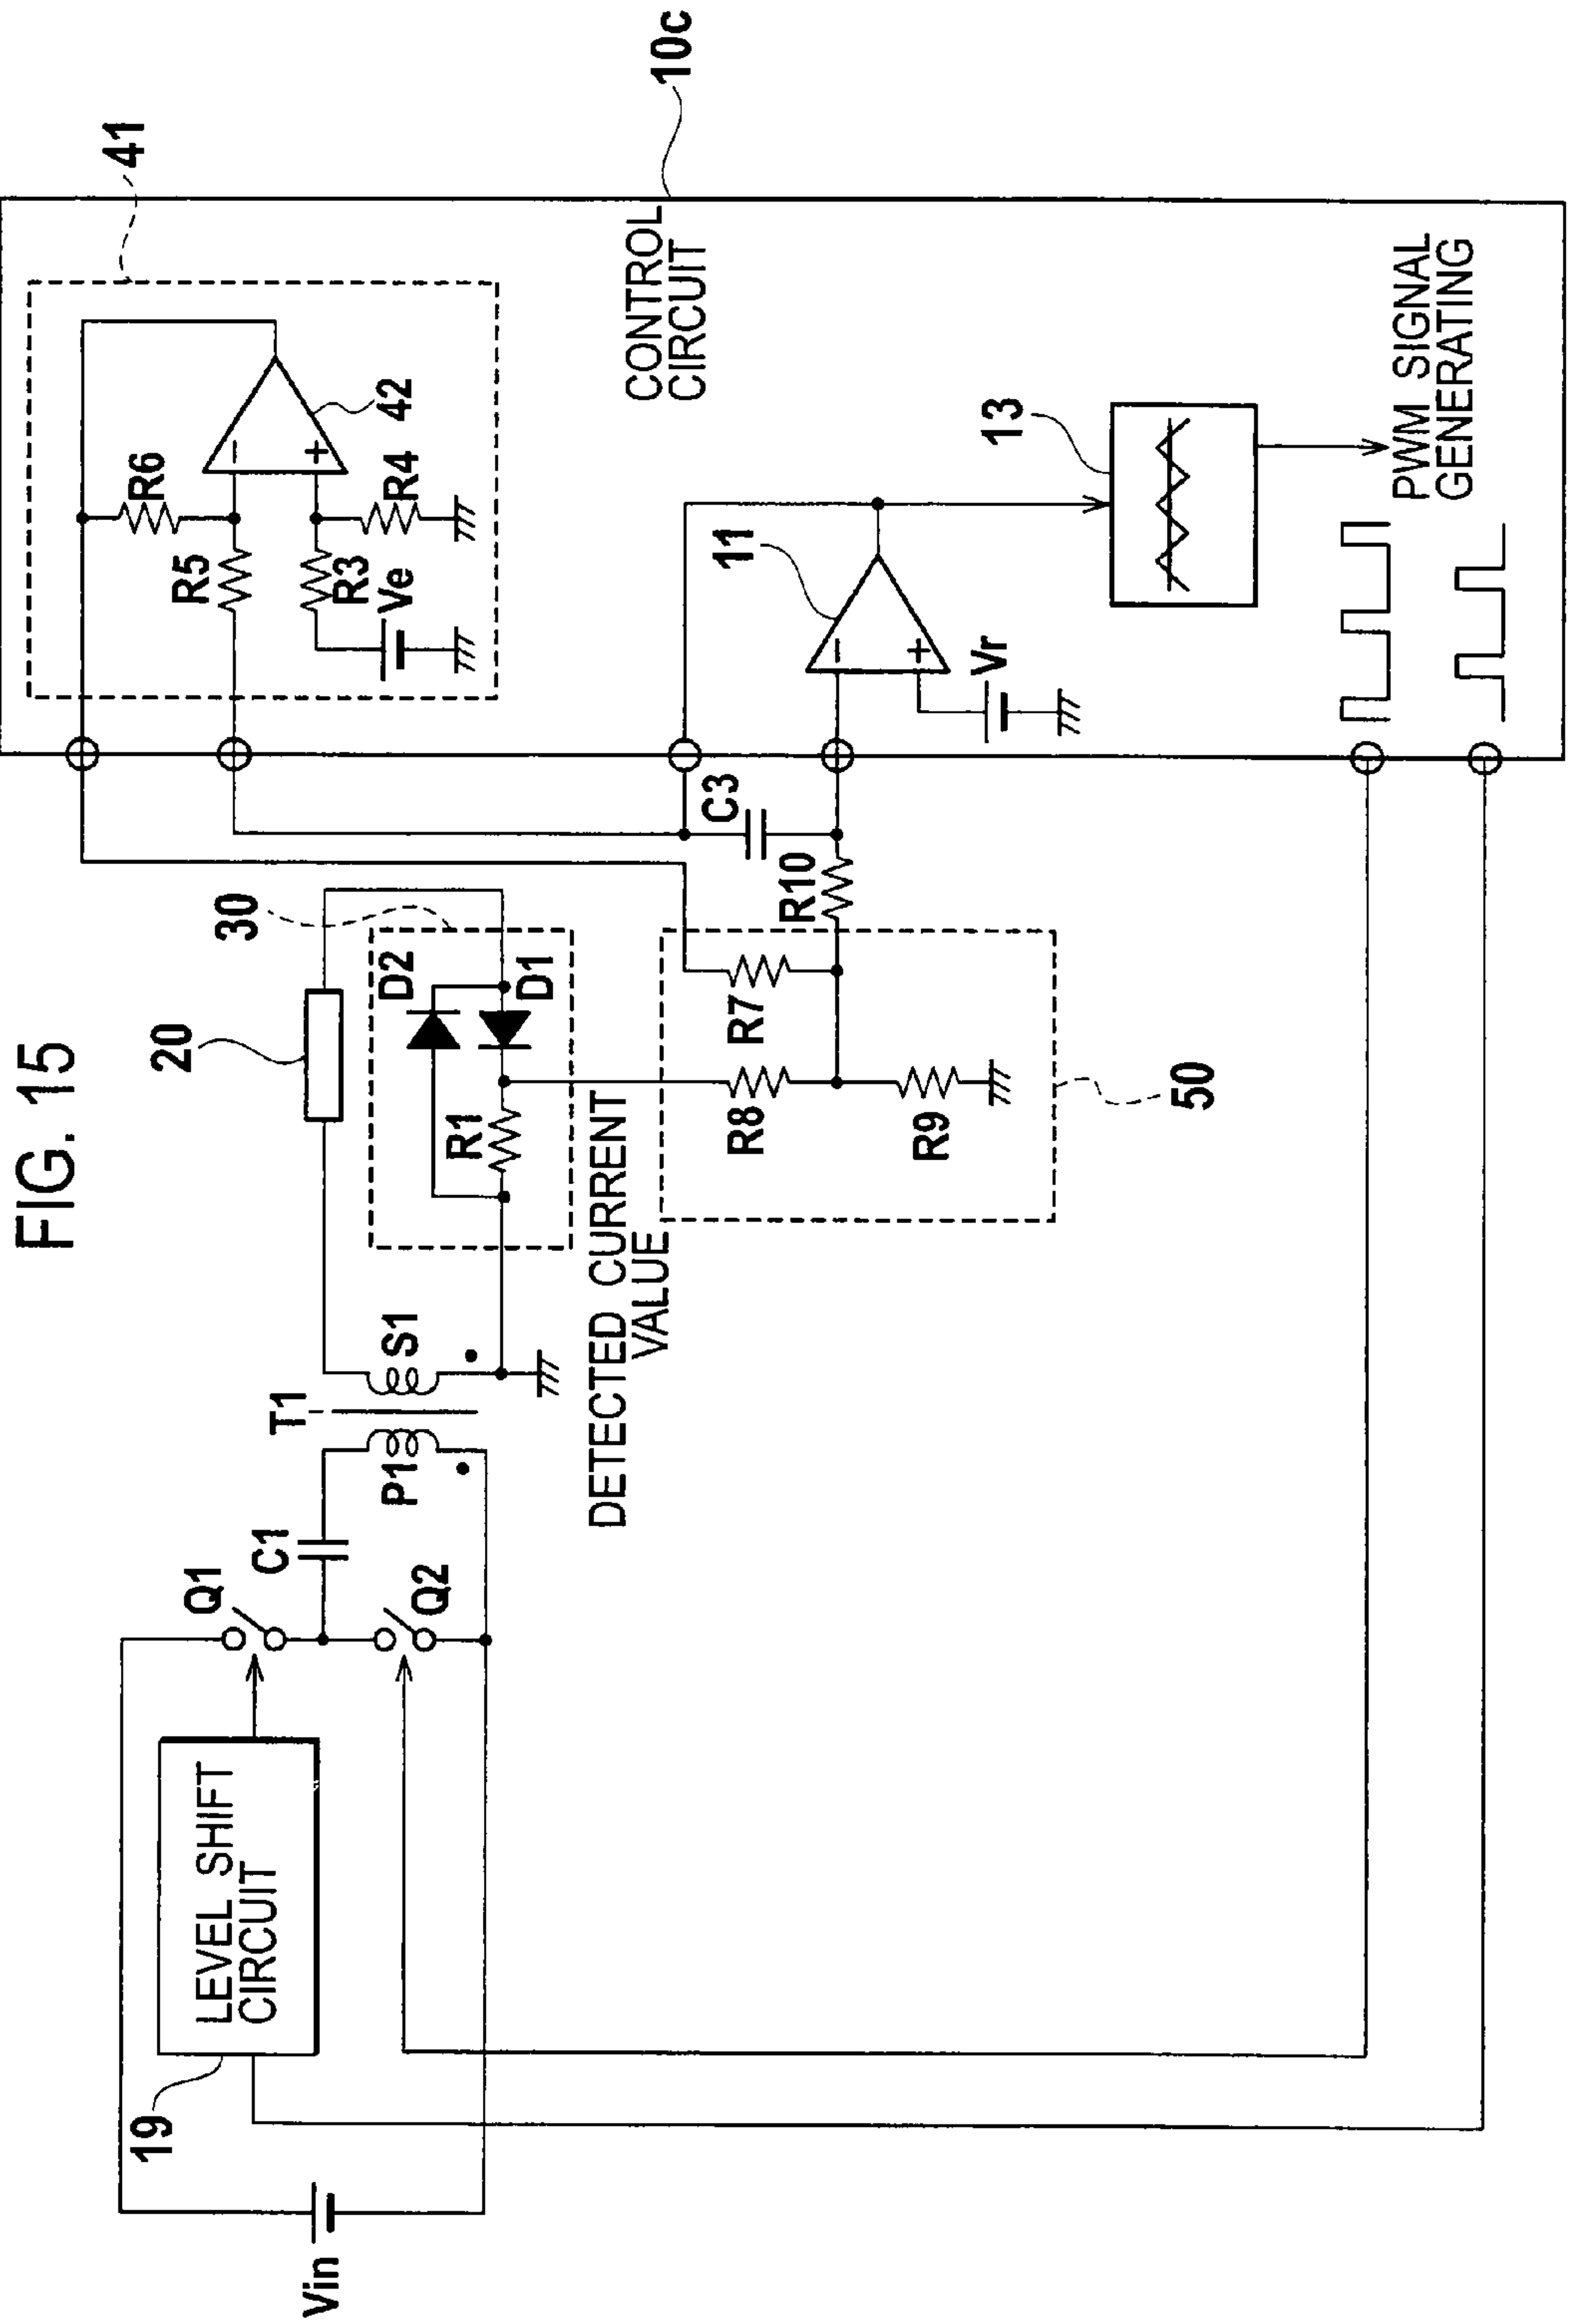 FIG. 15
Vin
19
LEVEL SHIFT
CIRCUIT
Q1
Q2
C1
P1
T1
S1
20
30
D2
D1
R1
DETECTED CURRENT
VALUE
R8
R7
R9
50
R10
C3
41
R6
R5
R3
Ve
R4
42
−
+
10c
CONTROL
CIRCUIT
11
−
+
Vr
13
PWM SIGNAL
GENERATING